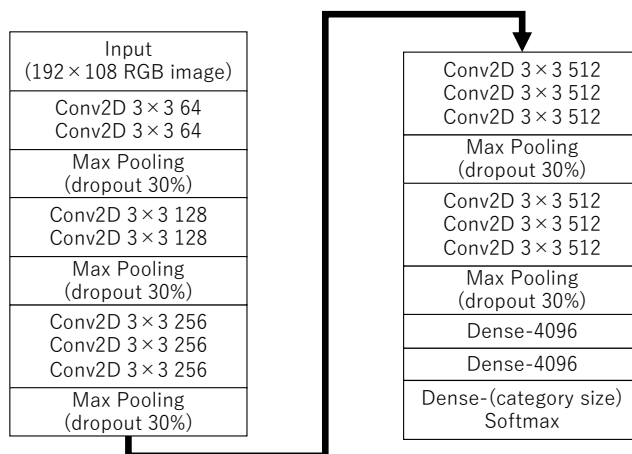 Input
(192×108 RGB image)
Conv2D 3×3 64
Conv2D 3×3 64
Max Pooling
(dropout 30%)
Conv2D 3×3 128
Conv2D 3×3 128
Max Pooling
(dropout 30%)
Conv2D 3×3 256
Conv2D 3×3 256
Conv2D 3×3 256
Max Pooling
(dropout 30%)
Conv2D 3×3 512
Conv2D 3×3 512
Conv2D 3×3 512
Max Pooling
(dropout 30%)
Conv2D 3×3 512
Conv2D 3×3 512
Conv2D 3×3 512
Max Pooling
(dropout 30%)
Dense-4096
Dense-4096
Dense-(category size)
Softmax